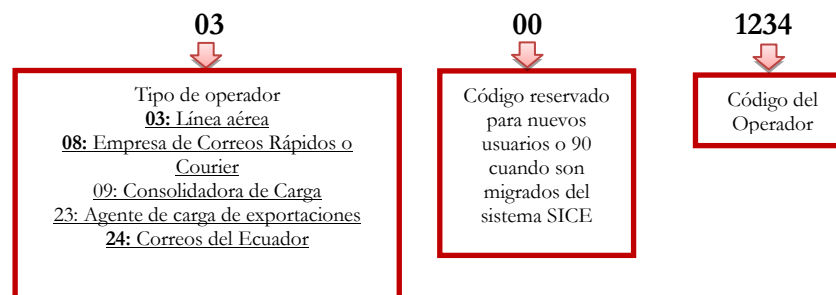 03
00
1234
Tipo de operador
03: Línea aérea
08: Empresa de Correos Rápidos o
Courier
09: Consolidadora de Carga
23: Agente de carga de exportaciones
24: Correos del Ecuador
Código reservado
para nuevos
usuarios o 90
cuando son
migrados del
sistema SICE
Código del
Operador